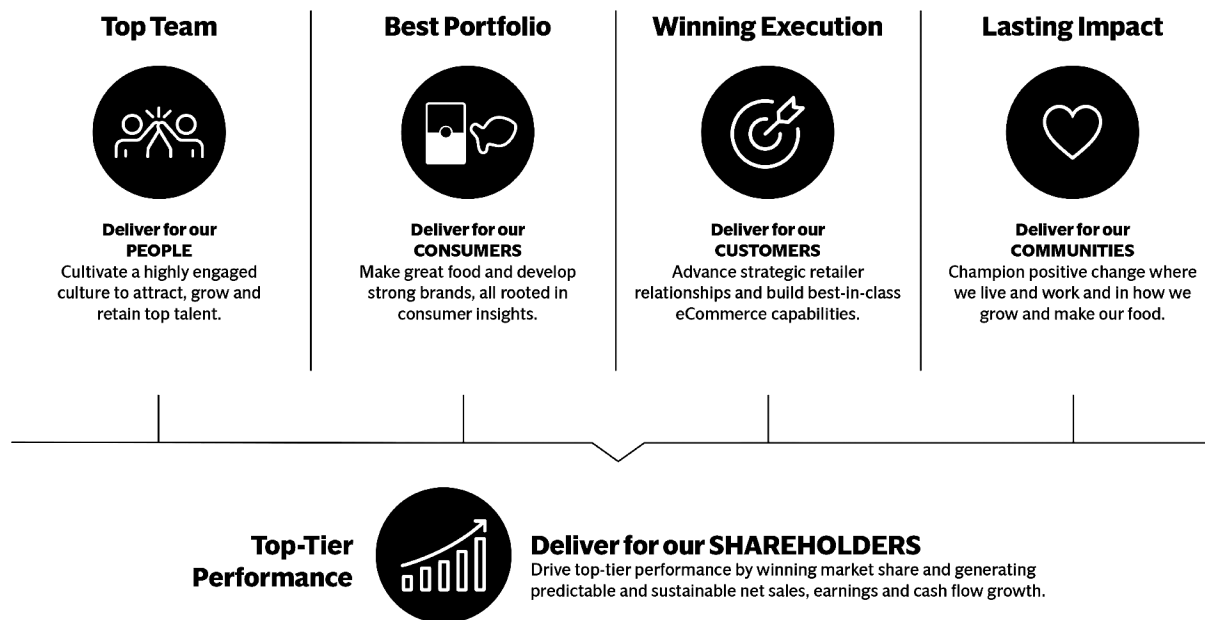 Top Team
Deliver for our
PEOPLE
Cultivate a highly engaged
culture to attract, grow and
retain top talent.
Best Portfolio
Deliver for our
CONSUMERS
Make great food and develop
strong brands, all rooted in
consumer insights.
Winning Execution
Deliver for our
CUSTOMERS
Advance strategic retailer
relationships and build best-in-class
eCommerce capabilities.
Lasting Impact
Deliver for our
COMMUNITIES
Champion positive change where
we live and work and in how we
grow and make our food.
Top-Tier
Performance
Deliver for our SHAREHOLDERS
Drive top-tier performance by winning market share and generating
predictable and sustainable net sales, earnings and cash flow growth.